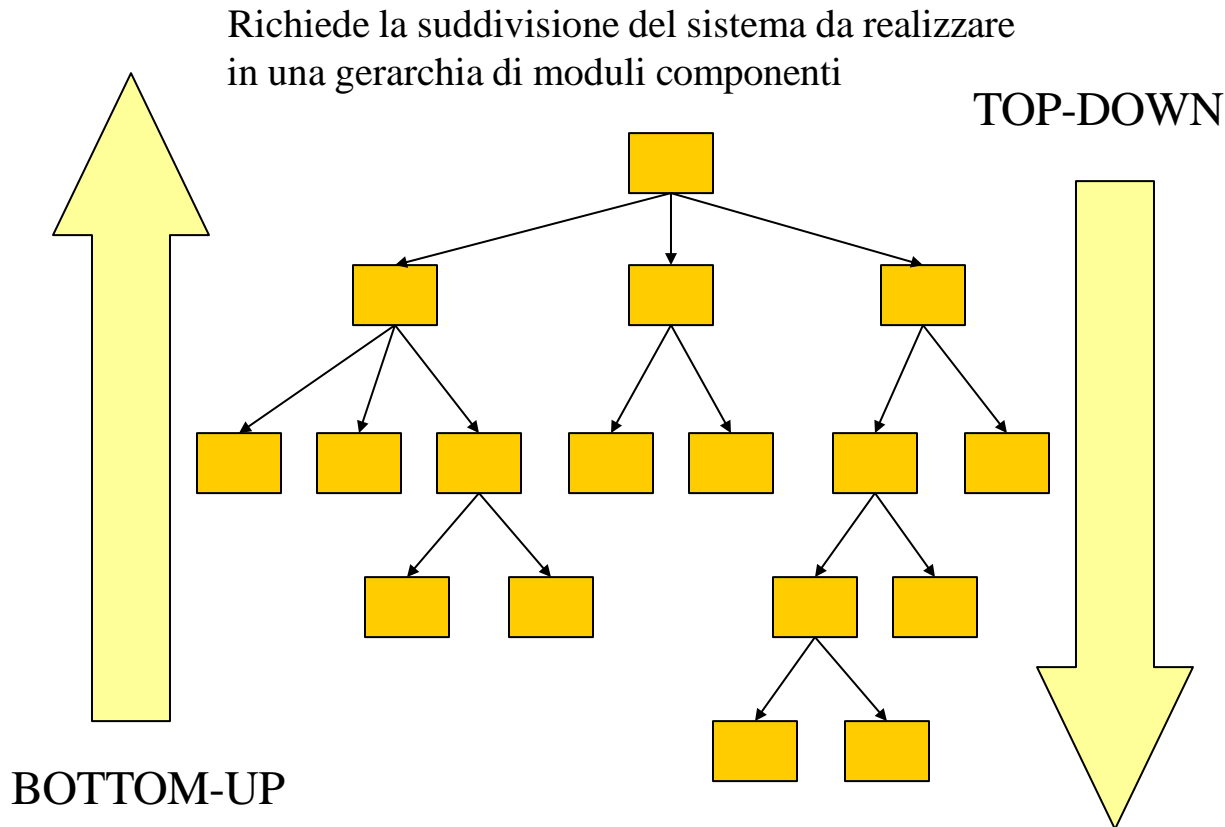 Richiede la suddivisione del sistema da realizzare
in una gerarchia di moduli componenti
TOP-DOWN
BOTTOM-UP